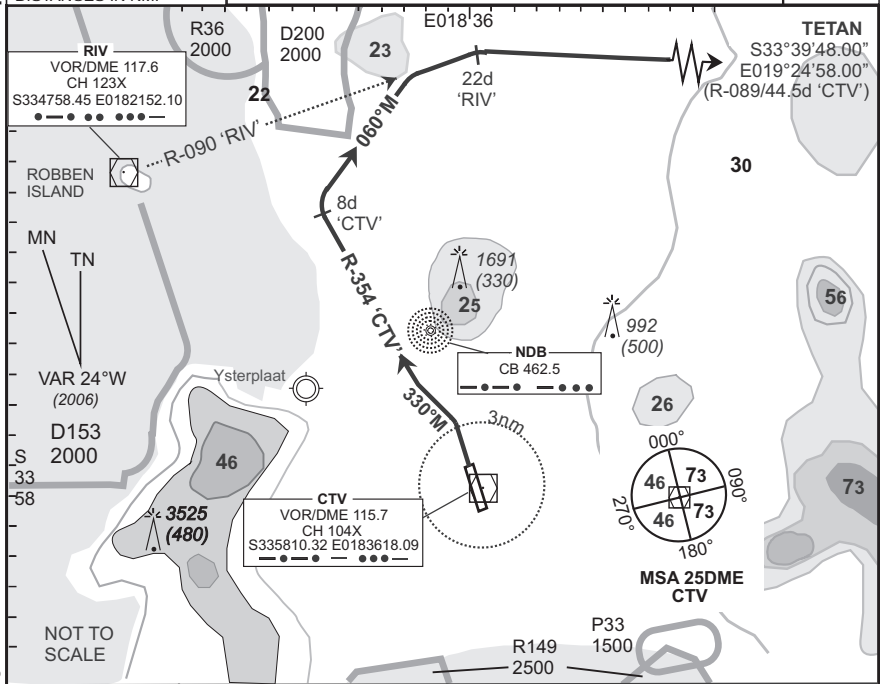 E018°36'
R36
2000
D200
2000
23
TETAN
S33°39'48.00"
E019°24'58.00"
(R-089/44.5d 'CTV')
RIV
VOR/DME 117.6
CH 123X
S334758.45 E0182152.10
22
22d
'RIV'
060°M
R-090 'RIV'
30
ROBBEN
ISLAND
8d
'CTV'
MN
TN
R-354 'CTV'
1691
(330)
25
56
992
(500)
NDB
CB 462.5
VAR 24°W
(2006)
Ysterplaat
330°M
26
D153
2000
3nm
S
33
58
46
000°
090°
180°
270°
46
73
46
73
73
3525
(480)
CTV
VOR/DME 115.7
CH 104X
S335810.32 E0183618.09
MSA 25DME
CTV
NOT TO
SCALE
R149
2500
P33
1500